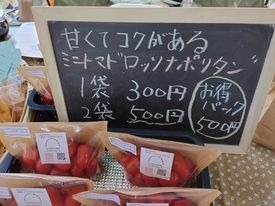 甘くてコクがある
ミニトマトロッソナポリタン
1袋 300円
2袋 500円
お得
パック
500円